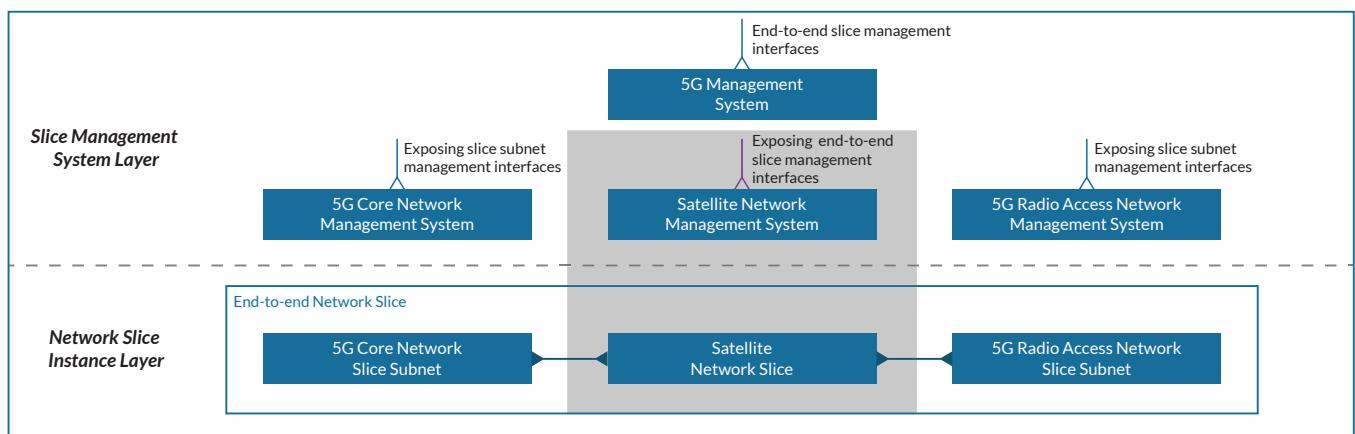 End-to-end slice management
interfaces
5G Management
System
Slice Management
System Layer
Exposing slice subnet
management interfaces
Exposing end-to-end
slice management
interfaces
Exposing slice subnet
management interfaces
5G Core Network
Management System
Satellite Network
Management System
5G Radio Access Network
Management System
End-to-end Network Slice
Network Slice
Instance Layer
5G Core Network
Slice Subnet
Satellite
Network Slice
5G Radio Access Network
Slice Subnet